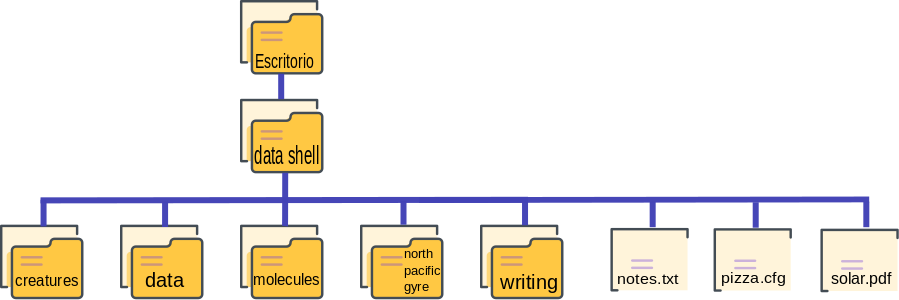 Escritorio
data shell
creatures
data
molecules
north
pacific
gyre
writing
notes.txt
pizza.cfg
solar.pdf